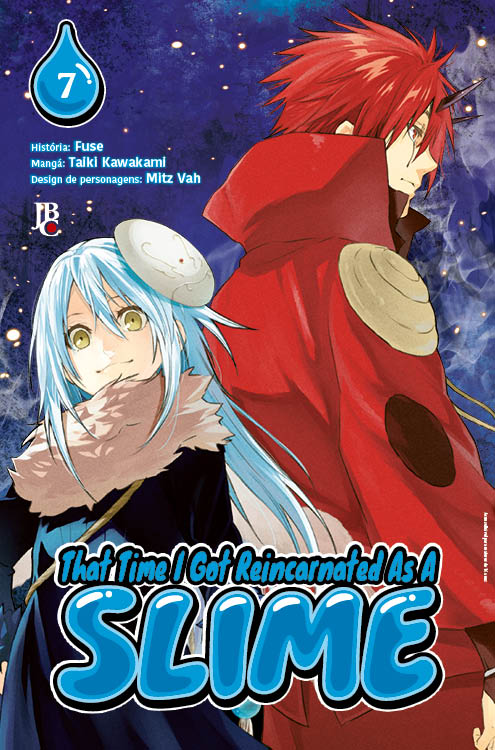 7
História: Fuse
Mangá: Taiki Kawakami
Design de personagens: Mitz Vah
JBC
That Time I Got Reincarnated As A
SLIME